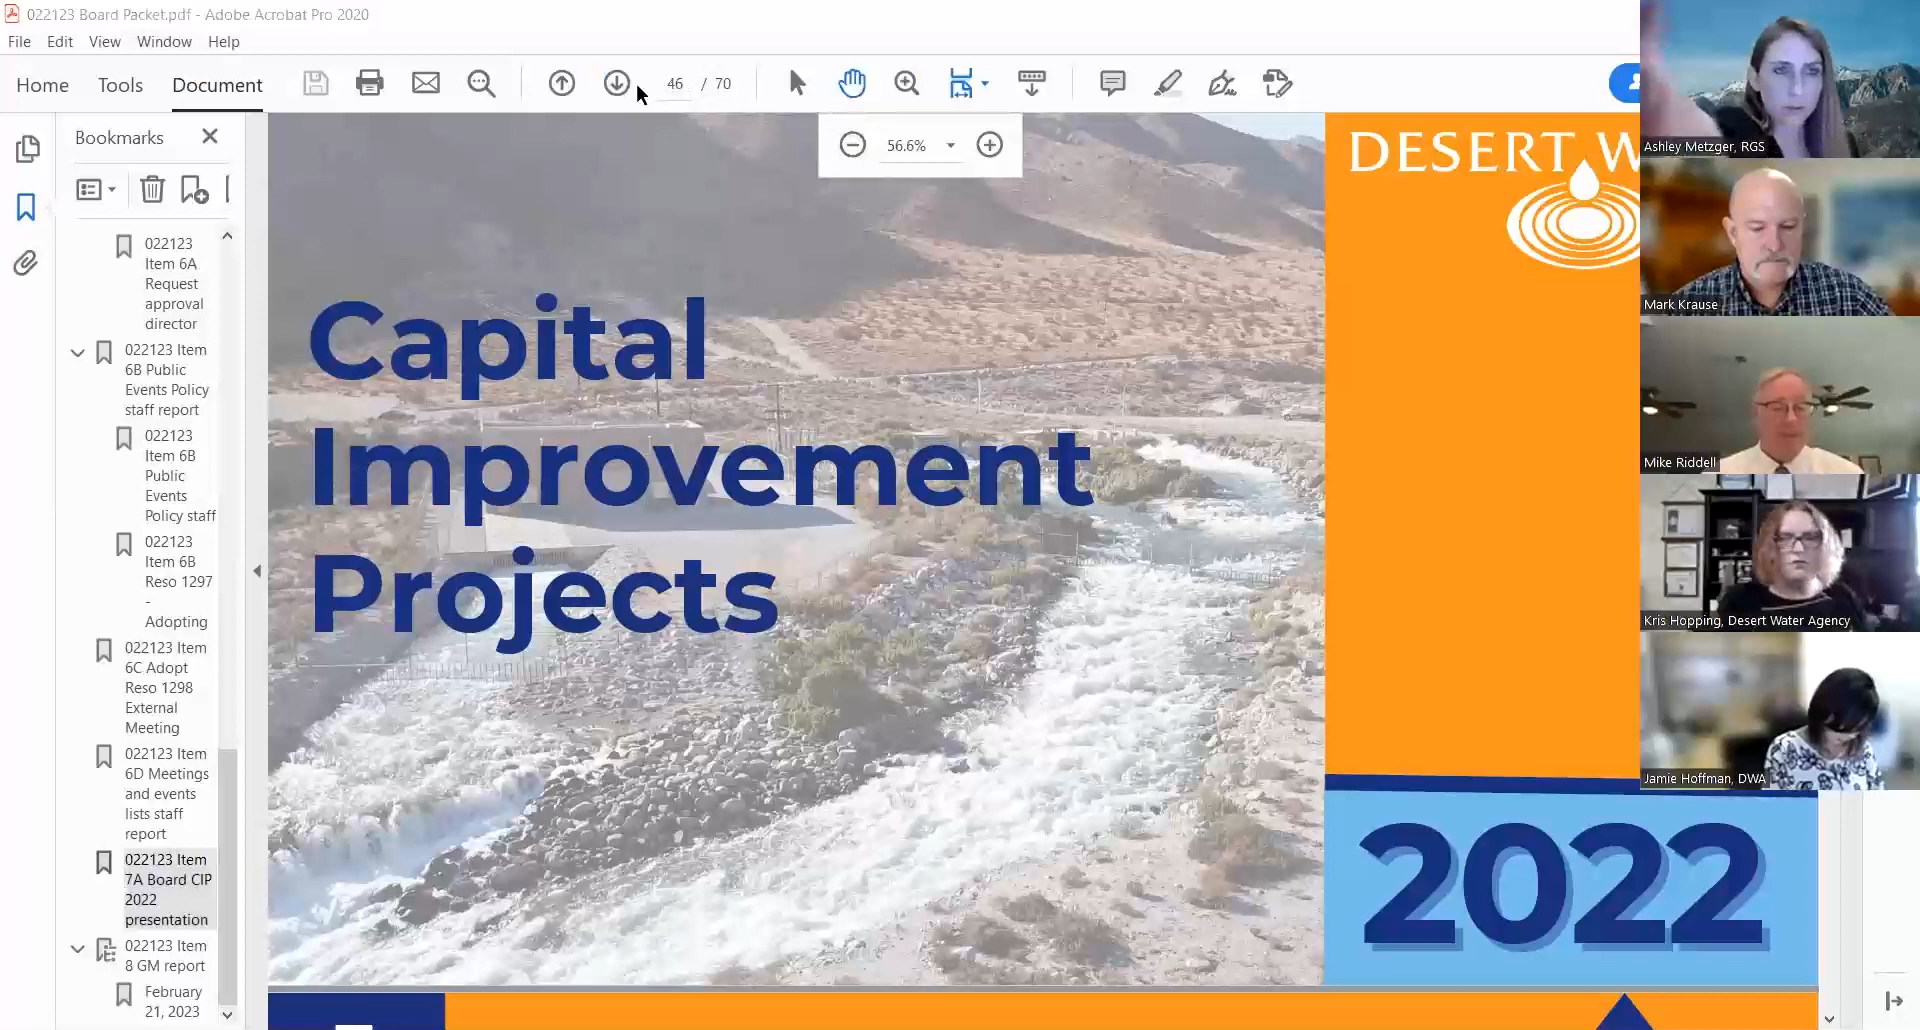 022123 Board Packet.pdf - Adobe Acrobat Pro 2020
File Edit View Window Help
Home Tools Document
46 / 70
Bookmarks
56.6%
022123
Item 6A
Request
approval
director
022123 Item
6B Public
Events Policy
staff report
022123
Item 6B
Public
Events
Policy staff
022123
Item 6B
Reso 1297
-
Adopting
022123 Item
6C Adopt
Reso 1298
External
Meeting
022123 Item
6D Meetings
and events
lists staff
report
022123 Item
7A Board CIP
2022
presentation
022123 Item
8 GM report
February
21, 2023
Capital
Improvement
Projects
DESERT W
2022
Ashley Metzger, RGS
Mark Krause
Mike Riddell
Kris Hopping, Desert Water Agency
Jamie Hoffman, DWA